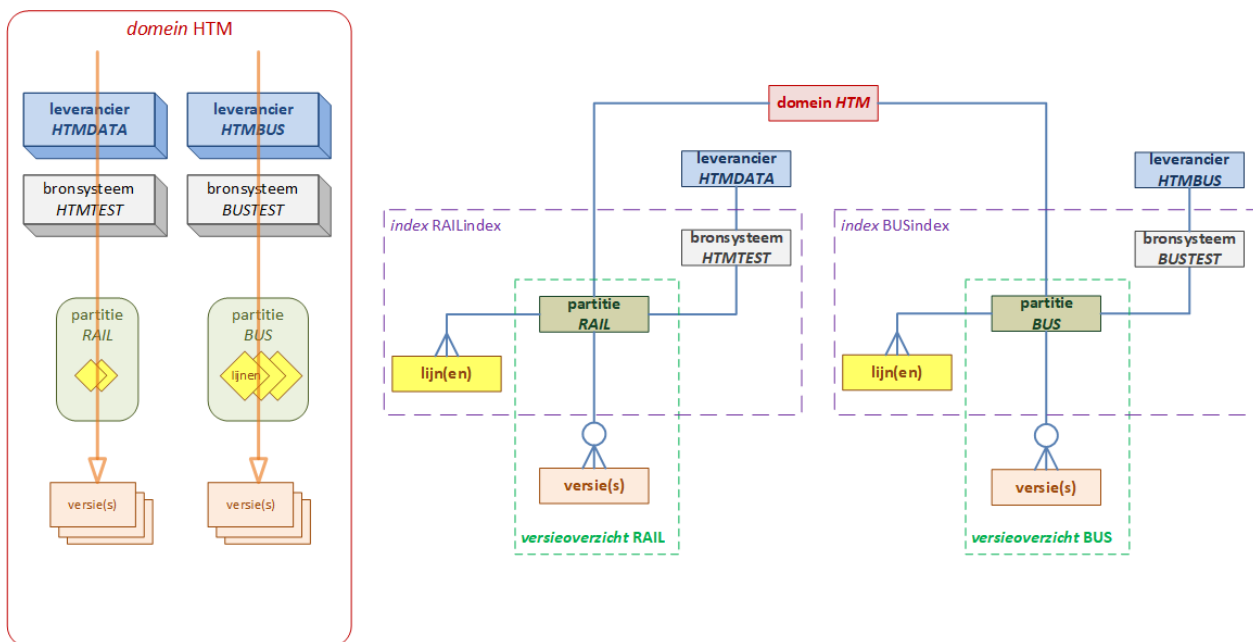 domein HTM
leverancier
HTMDATA
leverancier
HTMBUS
bronsysteem
HTMTEST
bronsysteem
BUSTEST
partitie
RAIL
partitie
BUS
lijnen
versie(s)
versie(s)
domein HTM
leverancier
HTMDATA
leverancier
HTMBUS
index RAILindex
bronsysteem
HTMTEST
index BUSindex
bronsysteem
BUSTEST
partitie
RAIL
partitie
BUS
lijn(en)
lijn(en)
versie(s)
versie(s)
versieoverzicht RAIL
versieoverzicht BUS